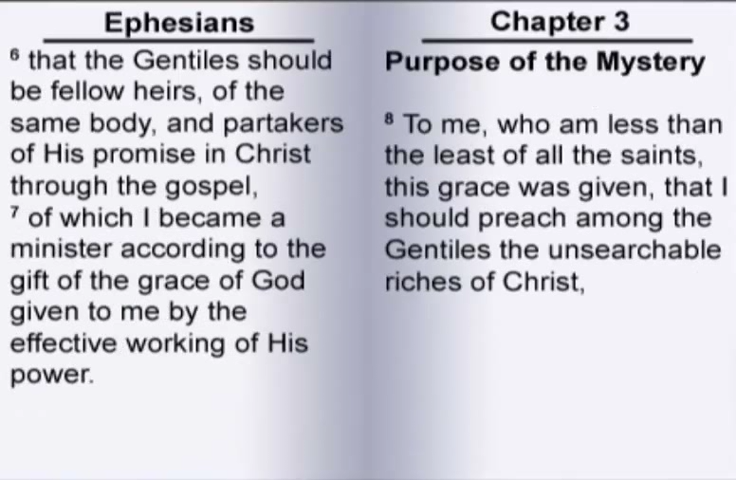 Ephesians
⁶ that the Gentiles should
be fellow heirs, of the
same body, and partakers
of His promise in Christ
through the gospel,
⁷ of which I became a
minister according to the
gift of the grace of God
given to me by the
effective working of His
power.
Chapter 3
Purpose of the Mystery
⁸ To me, who am less than
the least of all the saints,
this grace was given, that I
should preach among the
Gentiles the unsearchable
riches of Christ,